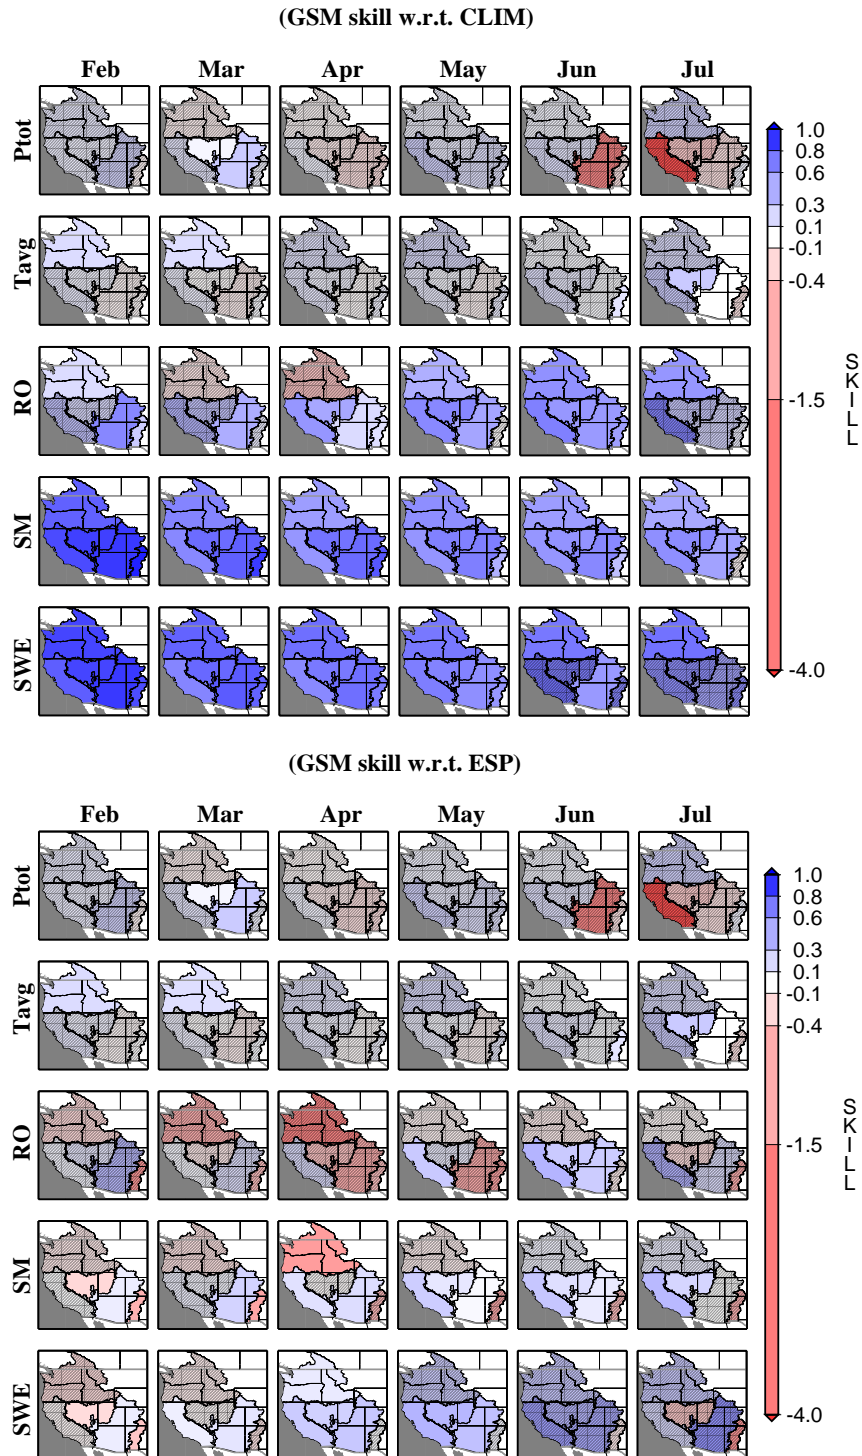 (GSM skill w.r.t. CLIM)
Feb Mar Apr May Jun Jul
Ptot
Tavg
RO
SM
SWE
1.0
0.8
0.6
0.3
0.1
-0.1
-0.4
-1.5
-4.0
SKILL
(GSM skill w.r.t. ESP)
Feb Mar Apr May Jun Jul
Ptot
Tavg
RO
SM
SWE
1.0
0.8
0.6
0.3
0.1
-0.1
-0.4
-1.5
-4.0
SKILL